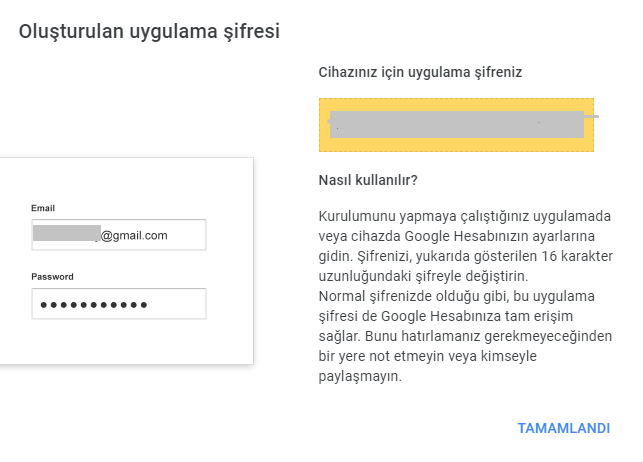 Oluşturulan uygulama şifresi
Cihazınız için uygulama şifreniz
Nasıl kullanılır?
Email
@gmail.com
Password
Kurulumunu yapmaya çalıştığınız uygulamada
veya cihazda Google Hesabınızın ayarlarına
gidin. Şifrenizi, yukarıda gösterilen 16 karakter
uzunluğundaki şifreyle değiştirin.
Normal şifrenizde olduğu gibi, bu uygulama
şifresi de Google Hesabınıza tam erişim
sağlar. Bunu hatırlamanız gerekmeyeceğinden
bir yere not etmeyin veya kimseyle
paylaşmayın.
TAMAMLANDI